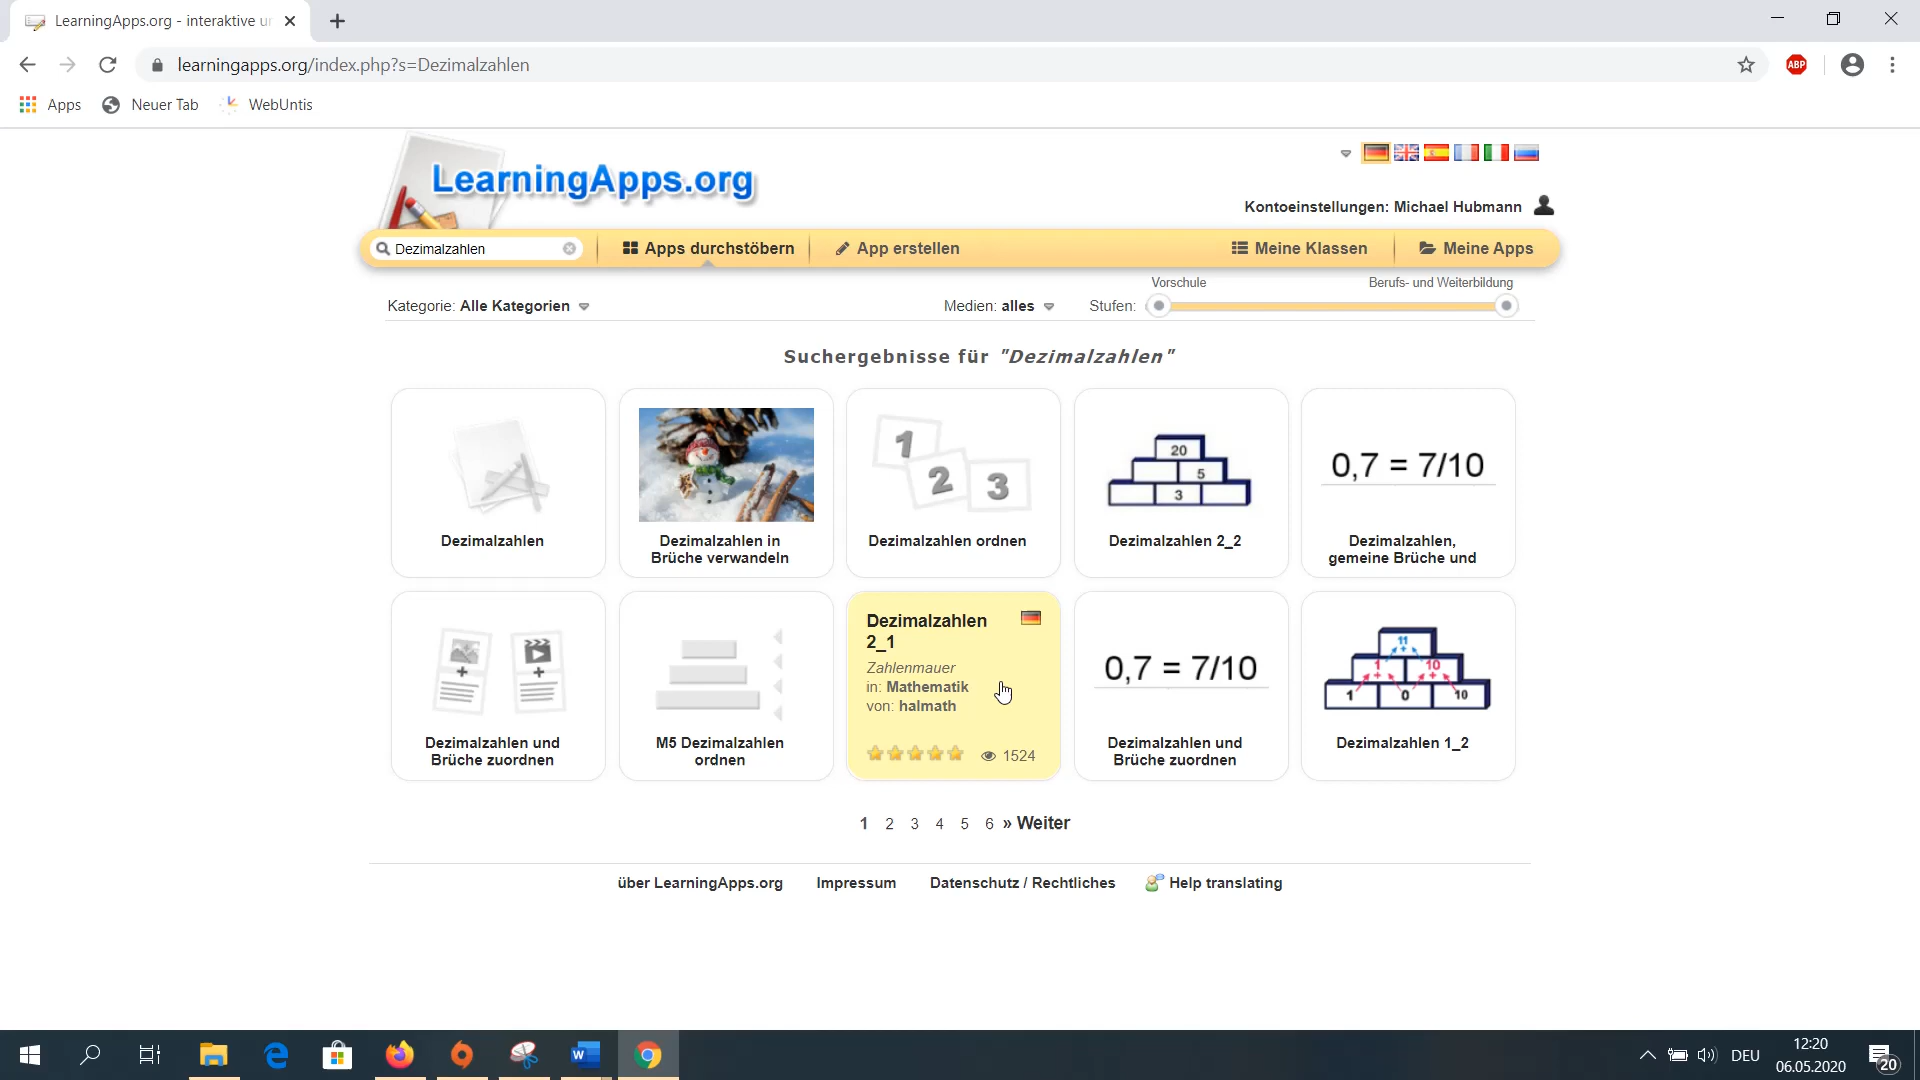 LearningApps.org - interaktive un
learningapps.org/index.php?s=Dezimalzahlen
ABP
Apps
Neuer Tab
WebUntis
LearningApps.org
Kontoeinstellungen: Michael Hubmann
Dezimalzahlen
Apps durchstöbern
App erstellen
Meine Klassen
Meine Apps
Vorschule
Berufs- und Weiterbildung
Kategorie: Alle Kategorien
Medien: alles
Stufen:
Suchergebnisse für "Dezimalzahlen"
Dezimalzahlen
Dezimalzahlen in
Brüche verwandeln
1 2 3
Dezimalzahlen ordnen
20
5
3
Dezimalzahlen 2_2
0,7 = 7/10
Dezimalzahlen,
gemeine Brüche und
Dezimalzahlen und
Brüche zuordnen
M5 Dezimalzahlen
ordnen
Dezimalzahlen
2_1
Zahlenmauer
in: Mathematik
von: halmath
1524
0,7 = 7/10
Dezimalzahlen und
Brüche zuordnen
11
+
1 10
+ +
1 0 10
Dezimalzahlen 1_2
1 2 3 4 5 6 » Weiter
über LearningApps.org
Impressum
Datenschutz / Rechtliches
Help translating
DEU
12:20
06.05.2020
20